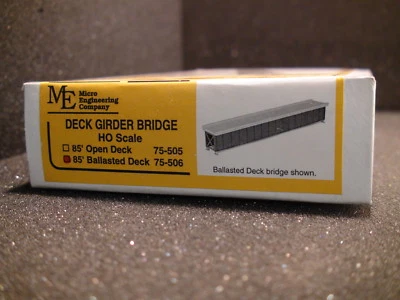 ME Micro
Engineering
Company
DECK GIRDER BRIDGE
HO Scale
85' Open Deck 75-505
85' Ballasted Deck 75-506
Ballasted Deck bridge shown.